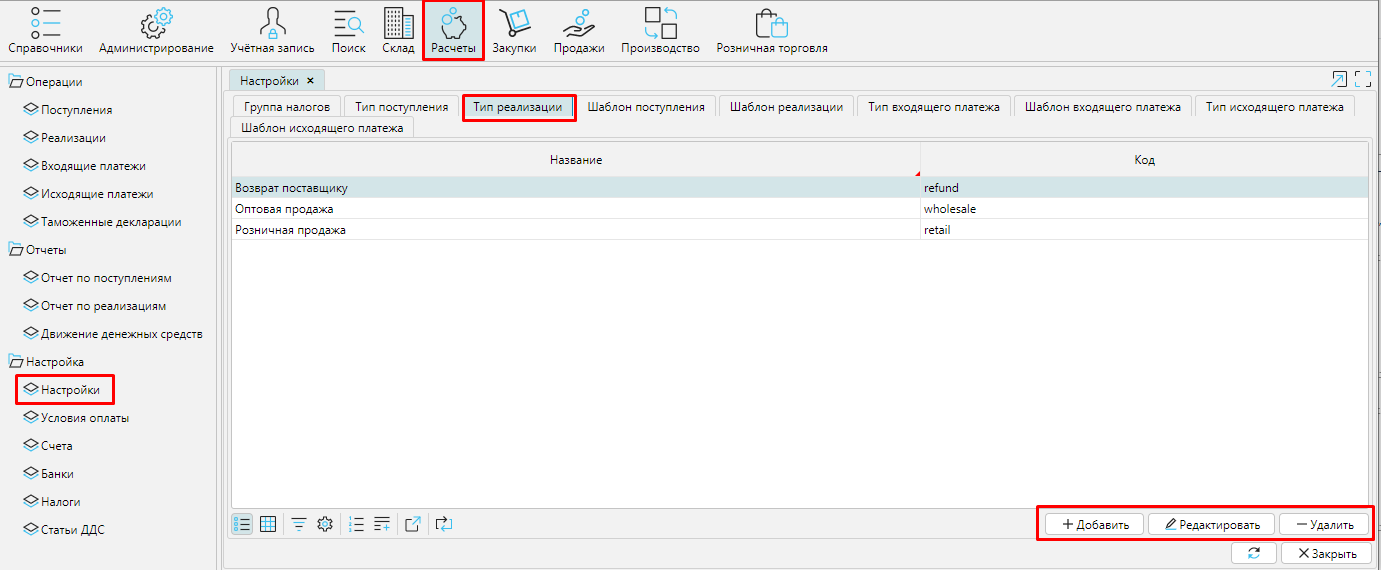 Справочники Администрирование Учётная запись Поиск Склад Расчеты Закупки Продажи Производство Розничная торговля
Операции
Поступления
Реализации
Входящие платежи
Исходящие платежи
Таможенные декларации
Отчеты
Отчет по поступлениям
Отчет по реализациям
Движение денежных средств
Настройка
Настройки
Условия оплаты
Счета
Банки
Налоги
Статьи ДДС
Настройки ×
Группа налогов Тип поступления Тип реализации Шаблон поступления Шаблон реализации Тип входящего платежа Шаблон входящего платежа Тип исходящего платежа
Шаблон исходящего платежа
Название Код
Возврат поставщику refund
Оптовая продажа wholesale
Розничная продажа retail
Добавить Редактировать Удалить
Закрыть